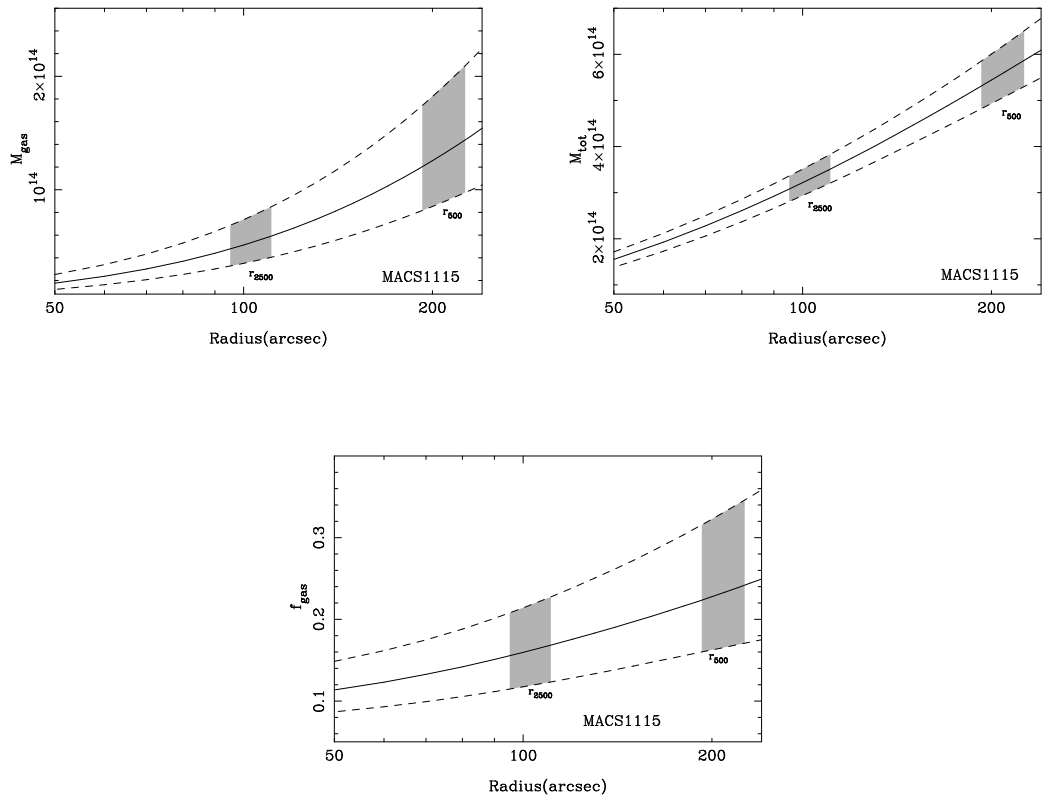 M_gas
2×10^14
10^14
r_2500
r_500
MACS1115
50 100 200
Radius(arcsec)
M_tot
6×10^14
4×10^14
2×10^14
r_2500
r_500
MACS1115
50 100 200
Radius(arcsec)
f_gas
0.3
0.2
0.1
r_2500
r_500
MACS1115
50 100 200
Radius(arcsec)